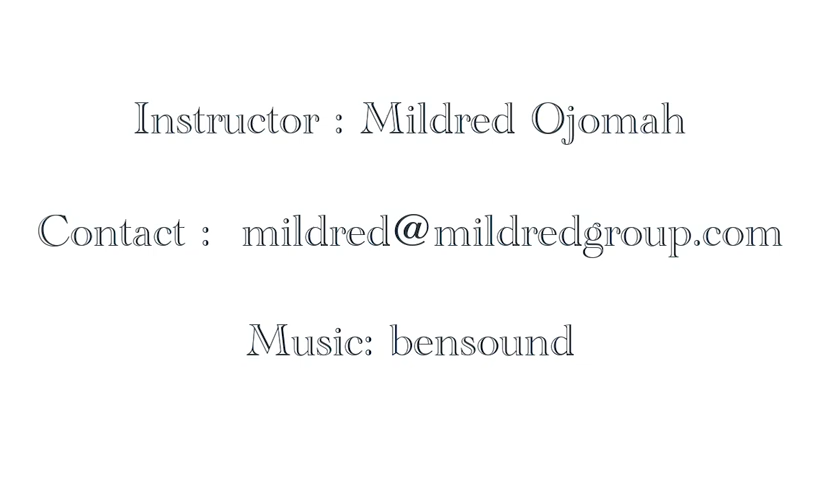 Instructor : Mildred Ojomah
Contact :  mildred@mildredgroup.com
Music: bensound